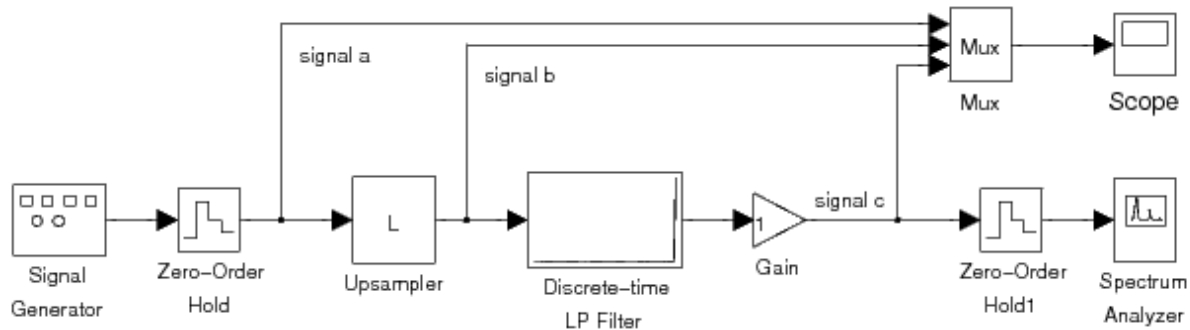 signal a
signal b
Mux
Mux
Scope
L
1
signal c
Signal
Generator
Zero-Order
Hold
Upsampler
Discrete-time
LP Filter
Gain
Zero-Order
Hold1
Spectrum
Analyzer